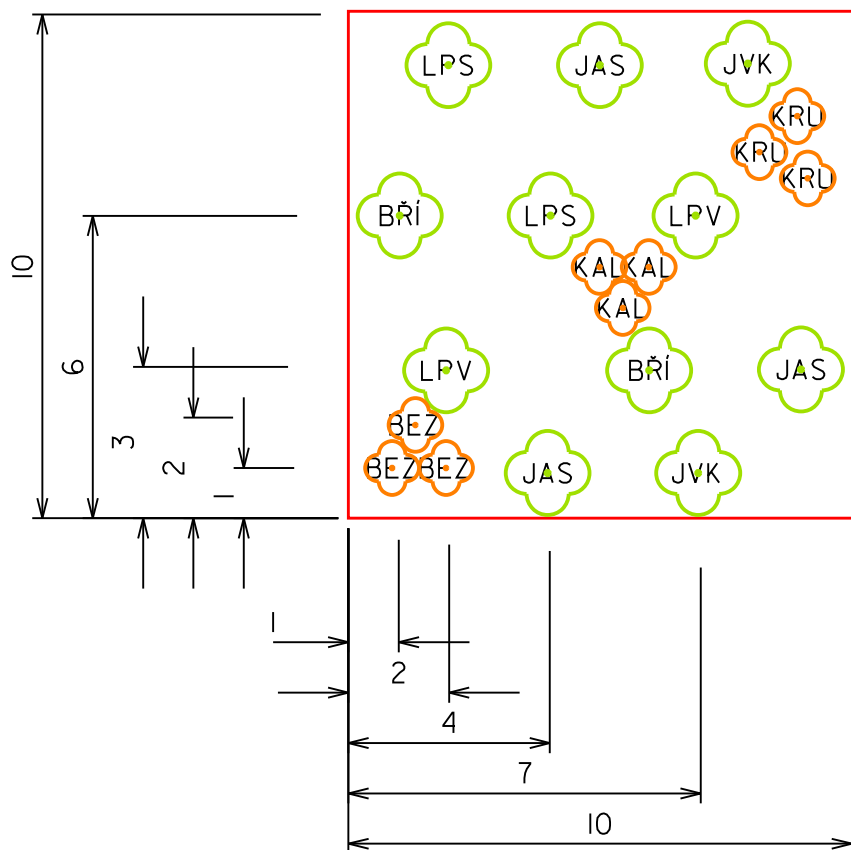 LPS JAS JVK
KRU
KRU
KRU
BŘÍ LPS LPV
10
KAL KAL
KAL
6
LPV BŘÍ JAS
BEZ
3
2
BEZ BEZ JAS JVK
1
1
2
4
7
10